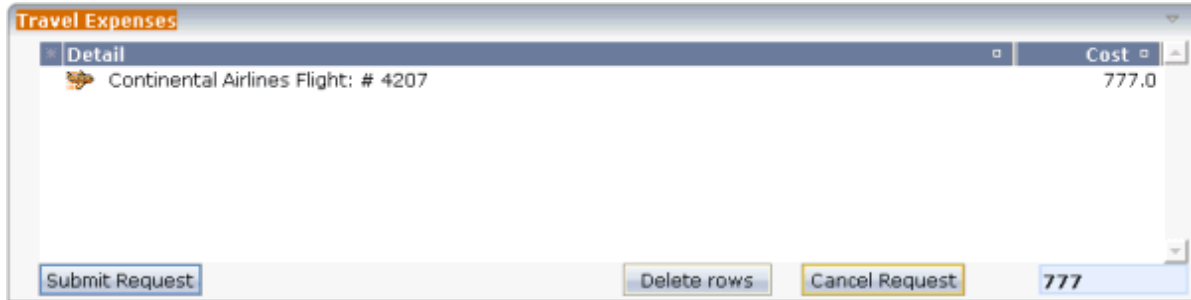 Travel Expenses
Detail Cost
Continental Airlines Flight: # 4207 777.0
Submit Request Delete rows Cancel Request 777